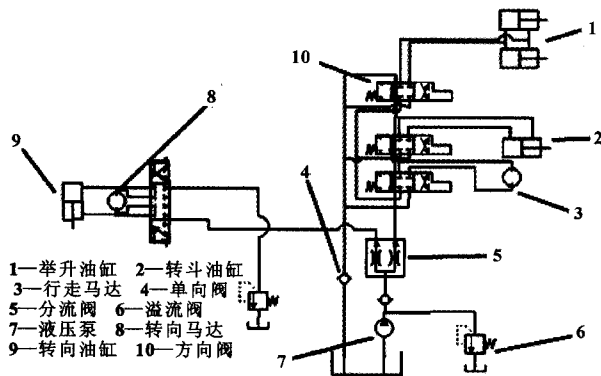 1
10
8
9
2
4
3
5
7
6
1—举升油缸 2—转斗油缸
3—行走马达 4—单向阀
5—分流阀 6—溢流阀
7—液压泵 8—转向马达
9—转向油缸 10—方向阀